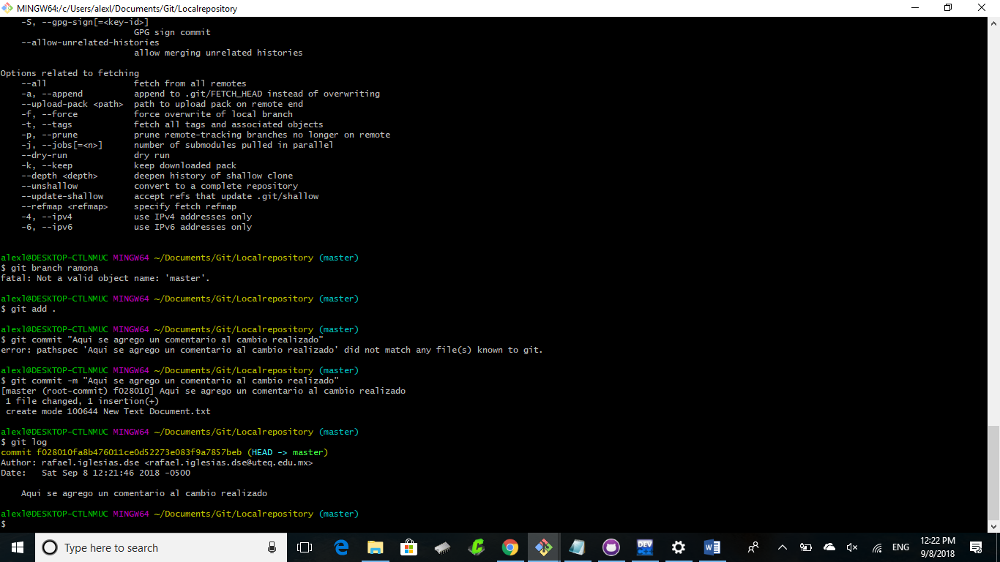 MINGW64:/c/Users/alexl/Documents/Git/Localrepository
-S, --gpg-sign[=<key-id>]
GPG sign commit
--allow-unrelated-histories
allow merging unrelated histories
Options related to fetching
--all fetch from all remotes
-a, --append append to .git/FETCH_HEAD instead of overwriting
--upload-pack <path> path to upload pack on remote end
-f, --force force overwrite of local branch
-t, --tags fetch all tags and associated objects
-p, --prune prune remote-tracking branches no longer on remote
-j, --jobs[=<n>] number of submodules pulled in parallel
--dry-run dry run
-k, --keep keep downloaded pack
--depth <depth> deepen history of shallow clone
--unshallow convert to a complete repository
--update-shallow accept refs that update .git/shallow
--refmap <refmap> specify fetch refmap
-4, --ipv4 use IPv4 addresses only
-6, --ipv6 use IPv6 addresses only
alexl@DESKTOP-CTLNMUC MINGW64 ~/Documents/Git/Localrepository (master)
$ git branch ramona
fatal: Not a valid object name: 'master'.
alexl@DESKTOP-CTLNMUC MINGW64 ~/Documents/Git/Localrepository (master)
$ git add .
alexl@DESKTOP-CTLNMUC MINGW64 ~/Documents/Git/Localrepository (master)
$ git commit "Aqui se agrego un comentario al cambio realizado"
error: pathspec 'Aqui se agrego un comentario al cambio realizado' did not match any file(s) known to git.
alexl@DESKTOP-CTLNMUC MINGW64 ~/Documents/Git/Localrepository (master)
$ git commit -m "Aqui se agrego un comentario al cambio realizado"
[master (root-commit) f028010] Aqui se agrego un comentario al cambio realizado
1 file changed, 1 insertion(+)
create mode 100644 New Text Document.txt
alexl@DESKTOP-CTLNMUC MINGW64 ~/Documents/Git/Localrepository (master)
$ git log
commit f028010fa8b476011ce0d52273e083f9a7857beb (HEAD -> master)
Author: rafael.iglesias.dse <rafael.iglesias.dse@uteq.edu.mx>
Date: Sat Sep 8 12:21:46 2018 -0500
Aqui se agrego un comentario al cambio realizado
alexl@DESKTOP-CTLNMUC MINGW64 ~/Documents/Git/Localrepository (master)
$
Type here to search
DEV
ENG
12:22 PM
9/8/2018